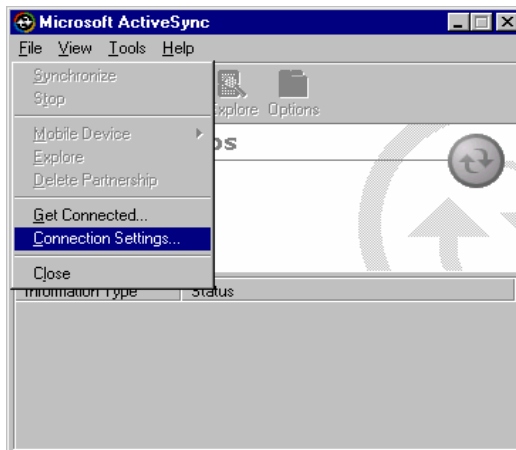 Microsoft ActiveSync
File View Tools Help
Synchronize
Stop
Explore Options
Mobile Device
Explore
Delete Partnership
Get Connected...
Connection Settings...
Close
Information Type Status